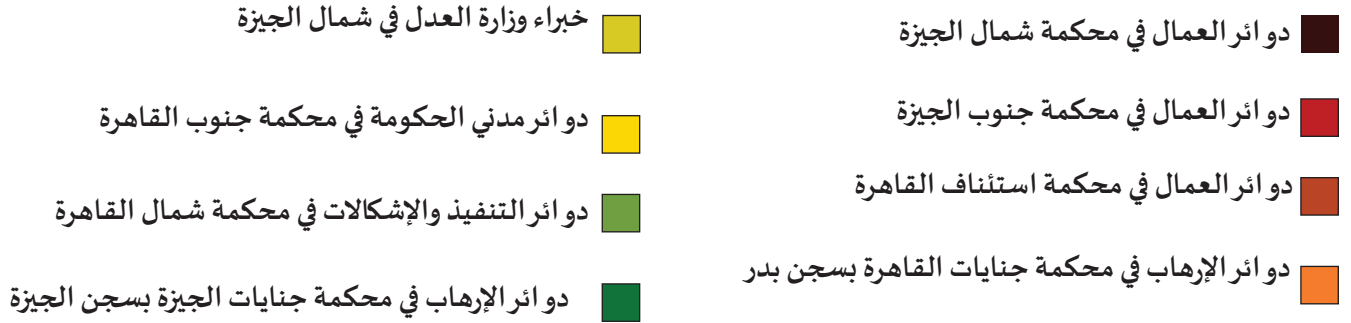 دوائر العمال في محكمة شمال الجيزة
دوائر العمال في محكمة جنوب الجيزة
دوائر العمال في محكمة استئناف القاهرة
دوائر الإرهاب في محكمة جنايات القاهرة بسجن بدر
خبراء وزارة العدل في شمال الجيزة
دوائر مدني الحكومة في محكمة جنوب القاهرة
دوائر التنفيذ والإشكالات في محكمة شمال القاهرة
دوائر الإرهاب في محكمة جنايات الجيزة بسجن الجيزة